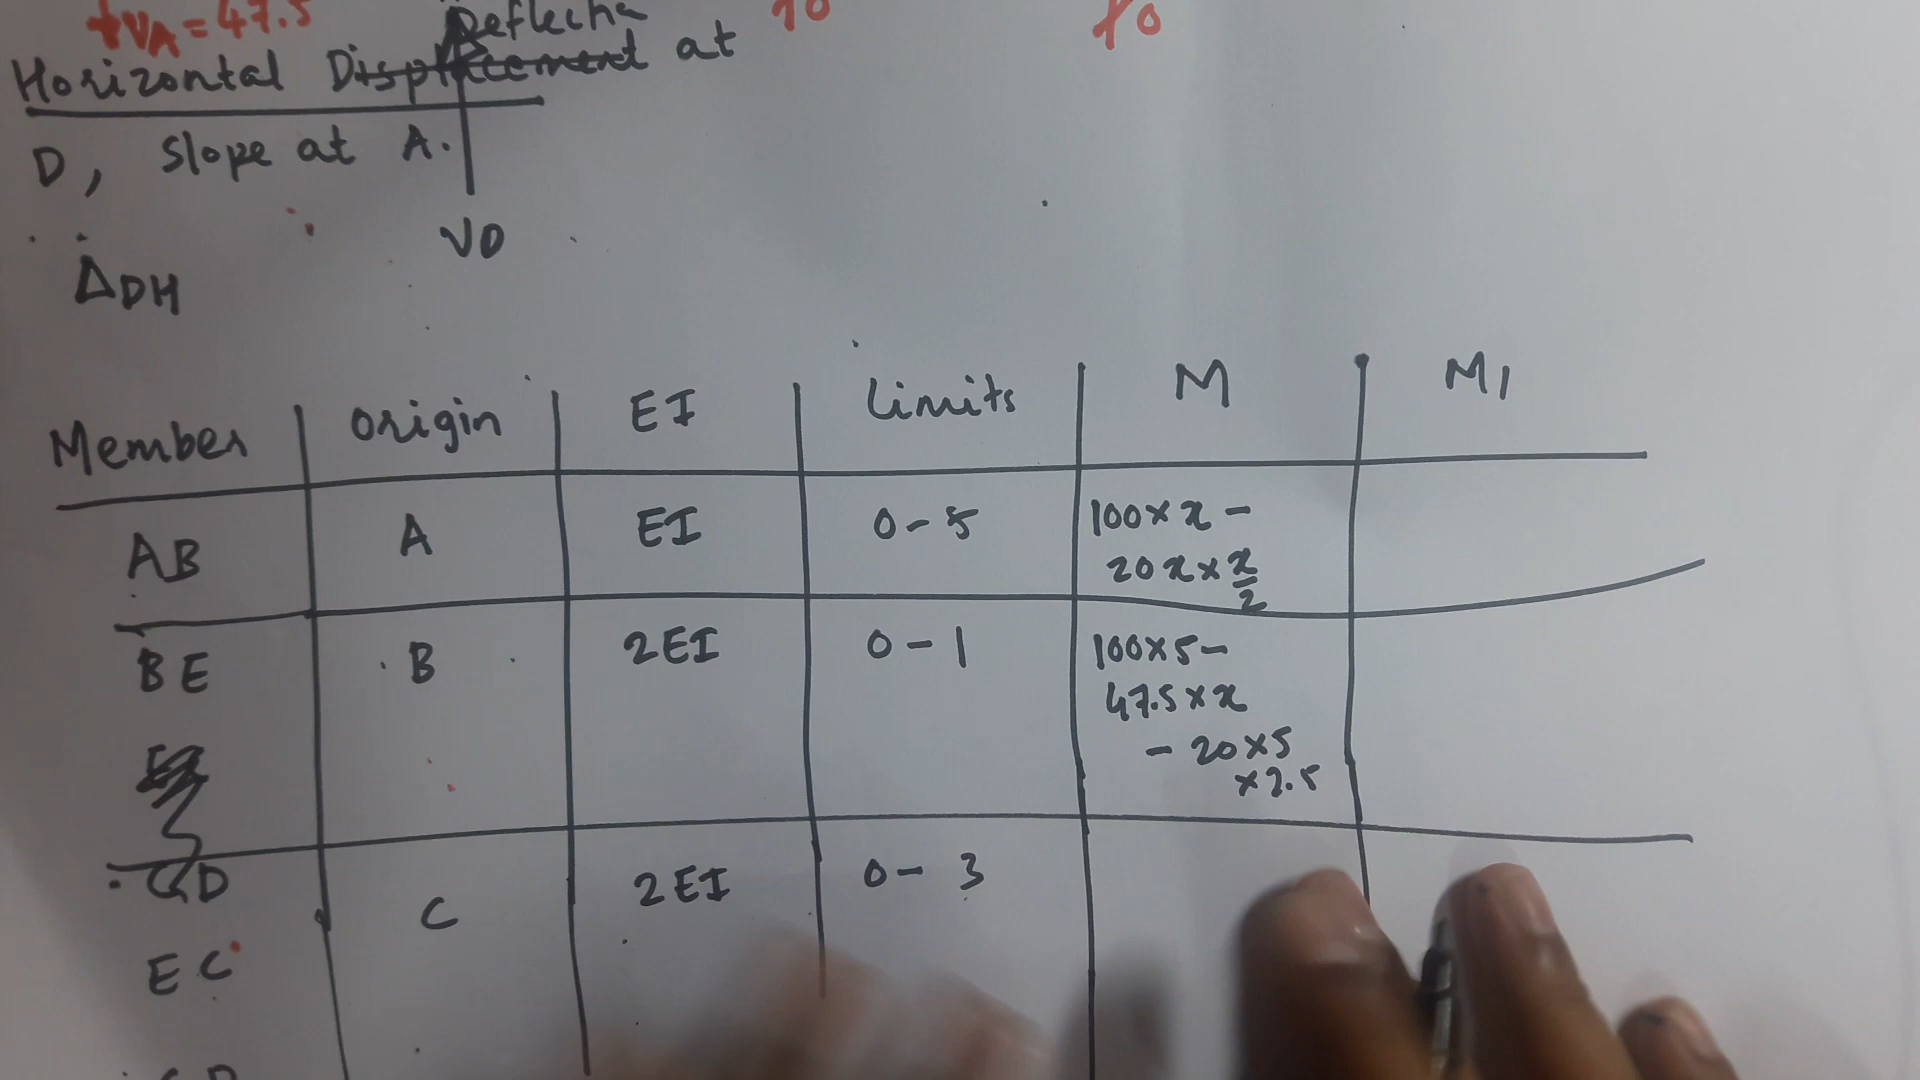 +VA = 47.5
Deflectn
Horizontal Displacement at
D, Slope at A.
VD
ΔDH
Member origin EI limits M M1
AB A EI 0-5 100×x -
20x×x/2
BE B 2EI 0-1 100×5-
47.5×x
- 20×5
×2.5
CD C 2EI 0-3
EC